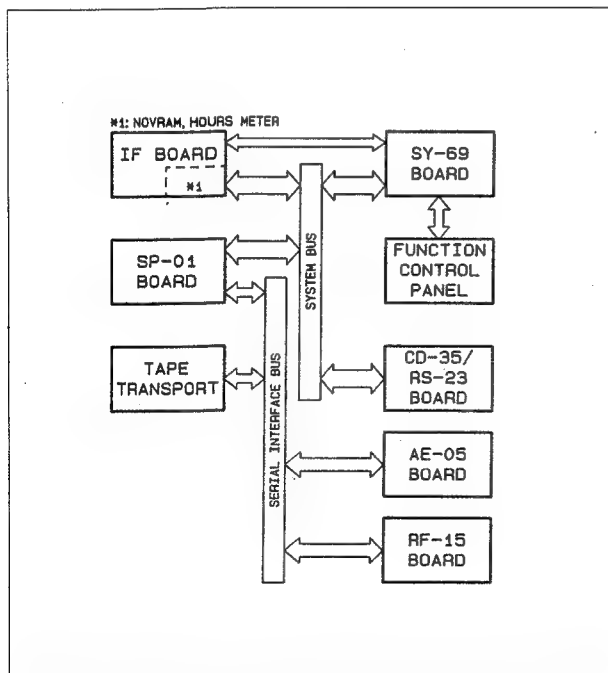 *1: NOVRAM, HOURS METER
IF BOARD
*1
SY-69
BOARD
SP-01
BOARD
SYSTEM BUS
FUNCTION
CONTROL
PANEL
TAPE
TRANSPORT
SERIAL INTERFACE BUS
CD-35/
RS-23
BOARD
AE-05
BOARD
RF-15
BOARD